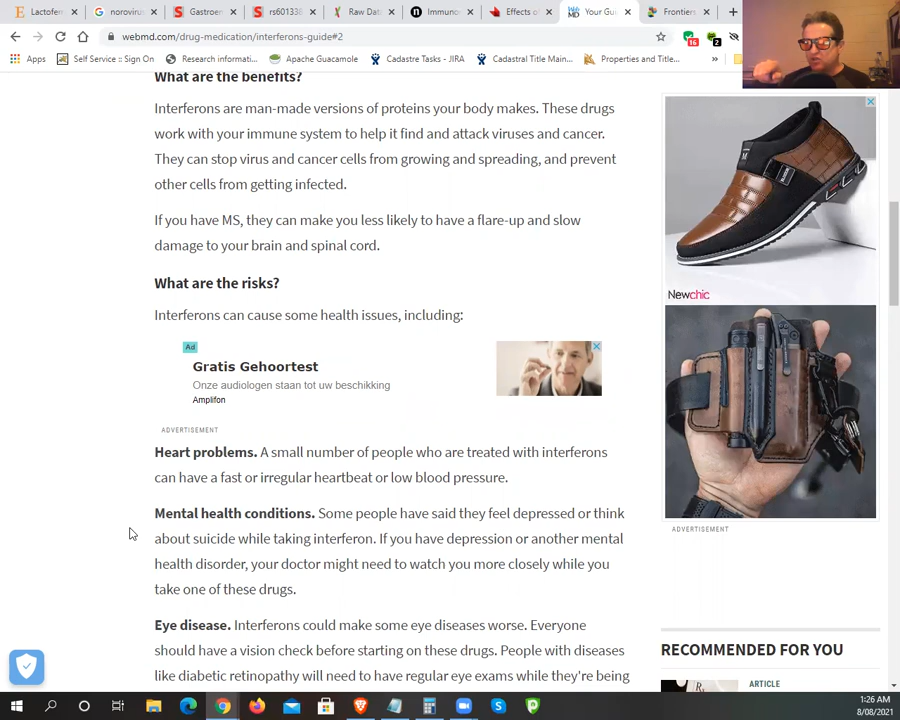 Lactofen
norovirus
Gastroen
rs601338
Raw Data
Immuno
Effects of
Your Gui
Frontiers
webmd.com/drug-medication/interferons-guide#2
16
2
Apps
Self Service :: Sign On
Research informati...
Apache Guacamole
Cadastre Tasks - JIRA
Cadastral Title Main...
Properties and Title...
What are the benefits?
Interferons are man-made versions of proteins your body makes. These drugs
work with your immune system to help it find and attack viruses and cancer.
They can stop virus and cancer cells from growing and spreading, and prevent
other cells from getting infected.
If you have MS, they can make you less likely to have a flare-up and slow
damage to your brain and spinal cord.
What are the risks?
Interferons can cause some health issues, including:
Ad
Gratis Gehoortest
Onze audiologen staan tot uw beschikking
Amplifon
ADVERTISEMENT
Heart problems. A small number of people who are treated with interferons
can have a fast or irregular heartbeat or low blood pressure.
Mental health conditions. Some people have said they feel depressed or think
about suicide while taking interferon. If you have depression or another mental
health disorder, your doctor might need to watch you more closely while you
take one of these drugs.
Eye disease. Interferons could make some eye diseases worse. Everyone
should have a vision check before starting on these drugs. People with diseases
like diabetic retinopathy will need to have regular eye exams while they're being
Newchic
ADVERTISEMENT
RECOMMENDED FOR YOU
ARTICLE
1:26 AM
8/08/2021